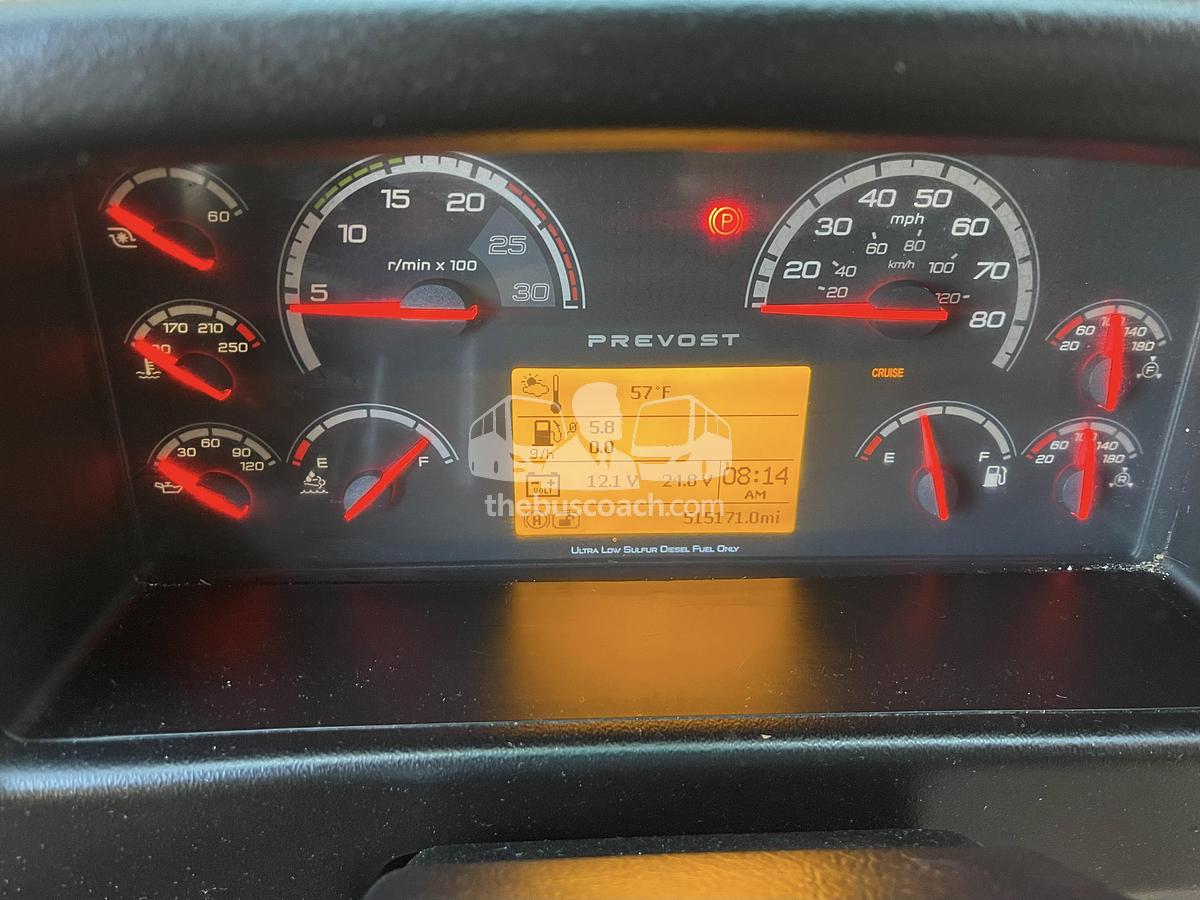 60
5
10
15
20
25
30
r/min x 100
P
20
30
40
50
60
70
80
mph
20
40
60
80
100
120
km/h
PREVOST
170 210
250
CRUISE
20
60
140
180
F
57°F
Ø 5.8
0.0
g/h
12.1 V 24.8 V
VOLT
08:14
AM
thebuscoach.com
H
515171.0mi
30
60
90
120
E
F
E
F
20
60
140
180
R
ULTRA LOW SULFUR DIESEL FUEL ONLY